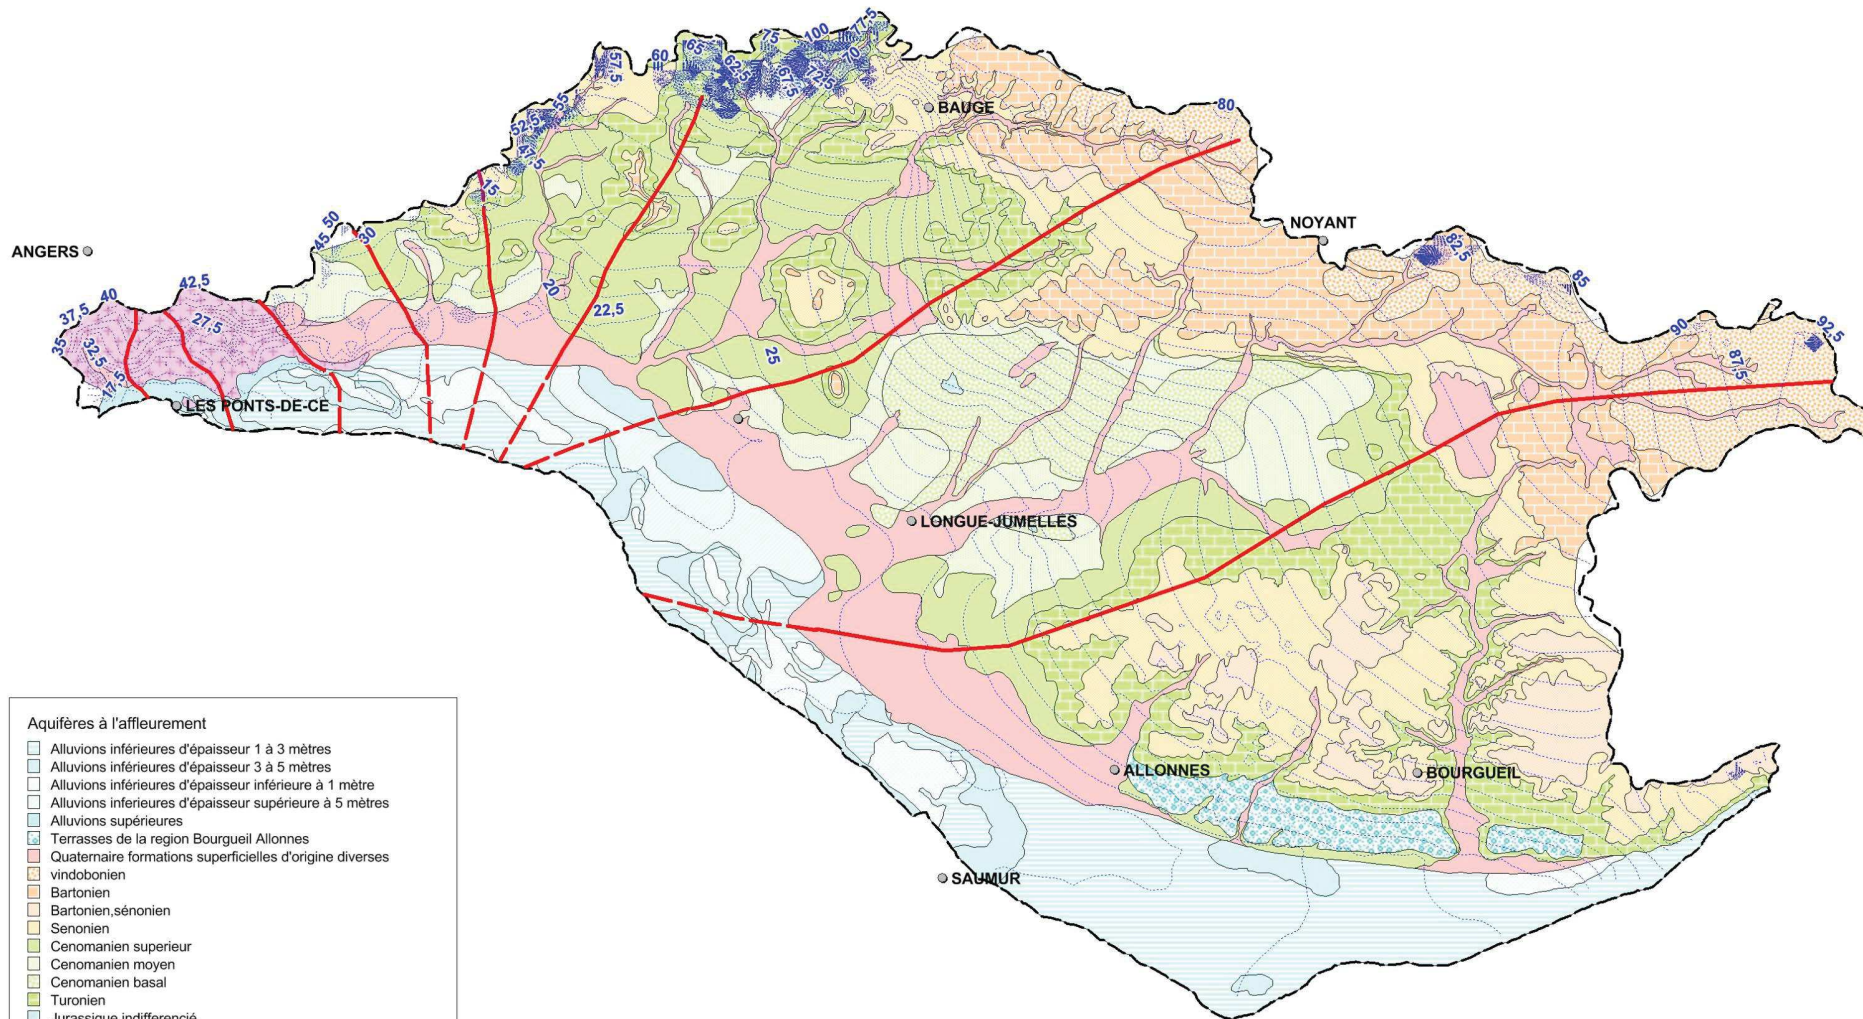 77,5
100
75
65
60
57,5
62,5
67,5
72,5
70
55
52,5
47,5
BAUGE
80
15
50
45
30
NOYANT
ANGERS
82,5
85
42,5
40
37,5
35
32,5
27,5
17,5
20
22,5
25
90
92,5
87,5
LES PONTS-DE-CE
LONGUE-JUMELLES
ALLONNES
BOURGUEIL
SAUMUR
Aquifères à l'affleurement
Alluvions inférieures d'épaisseur 1 à 3 mètres
Alluvions inférieures d'épaisseur 3 à 5 mètres
Alluvions inférieures d'épaisseur inférieure à 1 mètre
Alluvions inferieures d'épaisseur supérieure à 5 mètres
Alluvions supérieures
Terrasses de la region Bourgueil Allonnes
Quaternaire formations superficielles d'origine diverses
vindobonien
Bartonien
Bartonien,sénonien
Senonien
Cenomanien superieur
Cenomanien moyen
Cenomanien basal
Turonien
Jurassique indifferencié